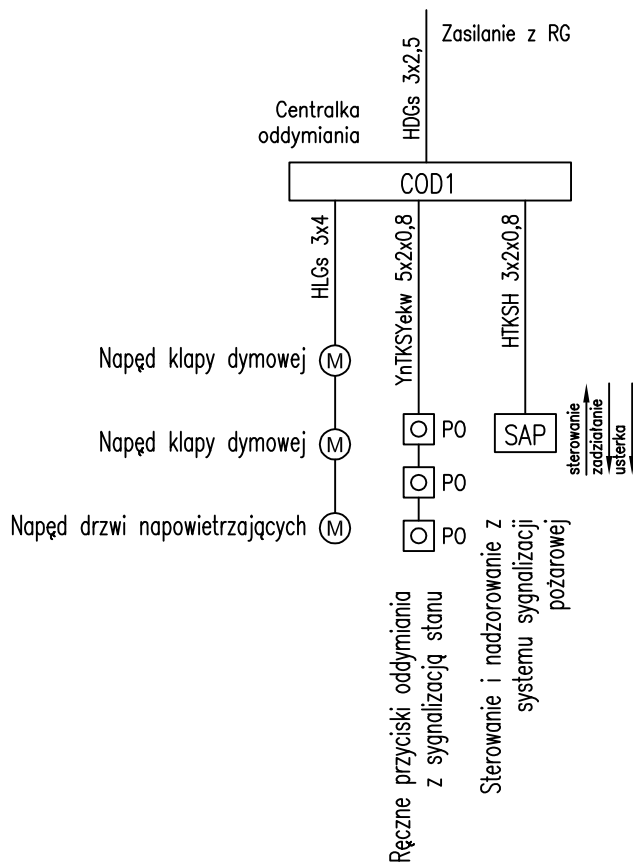 Zasilanie z RG
HDGs 3x2,5
Centralka
oddymiania
COD1
HLGs 3x4
YnTKSYekw 5x2x0,8
HTKSH 3x2x0,8
Napęd klapy dymowej
M
Napęd klapy dymowej
M
Napęd drzwi napowietrzających
M
PO
PO
PO
SAP
sterowanie
zadziałanie
usterka
Ręczne przyciski oddymiania
z sygnalizacją stanu
Sterowanie i nadzorowanie z
systemu sygnalizacji
pożarowej